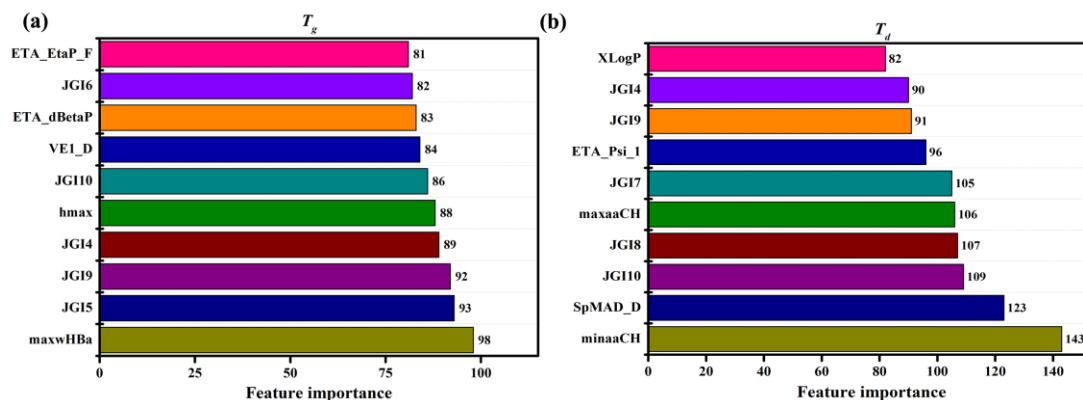 (a)
Tg
ETA_EtaP_F
81
JGI6
82
ETA_dBetaP
83
VE1_D
84
JGI10
86
hmax
88
JGI4
89
JGI9
92
JGI5
93
maxwHBa
98
0 25 50 75 100
Feature importance
(b)
Td
XLogP
82
JGI4
90
JGI9
91
ETA_Psi_1
96
JGI7
105
maxaaCH
106
JGI8
107
JGI10
109
SpMAD_D
123
minaaCH
143
0 20 40 60 80 100 120 140
Feature importance